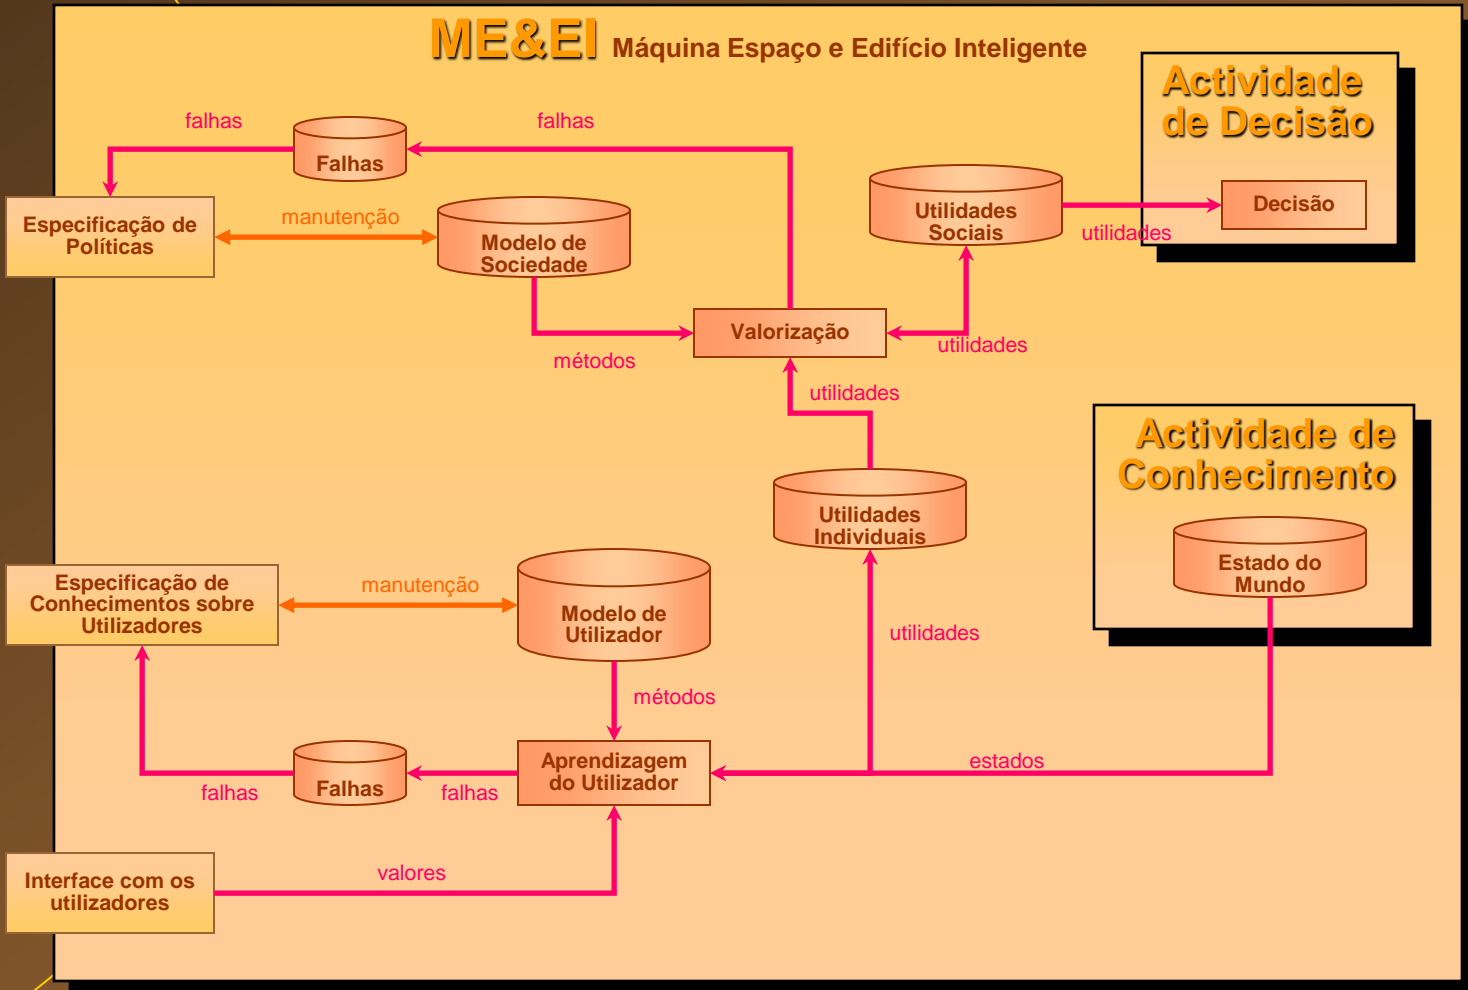 ME&EI Máquina Espaço e Edifício Inteligente
Actividade
de Decisão
falhas
falhas
Falhas
Especificação de
Políticas
manutenção
Modelo de
Sociedade
Utilidades
Sociais
Decisão
utilidades
Valorização
métodos
utilidades
utilidades
Actividade de
Conhecimento
Utilidades
Individuais
Estado do
Mundo
Especificação de
Conhecimentos sobre
Utilizadores
manutenção
Modelo de
Utilizador
utilidades
métodos
Aprendizagem
do Utilizador
estados
Falhas
falhas
falhas
Interface com os
utilizadores
valores